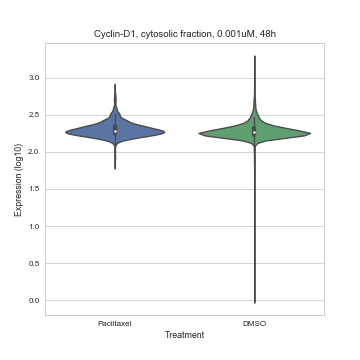 Cyclin-D1, cytosolic fraction, 0.001uM, 48h
Expression (log10)
3.0
2.5
2.0
1.5
1.0
0.5
0.0
Paclitaxel DMSO
Treatment